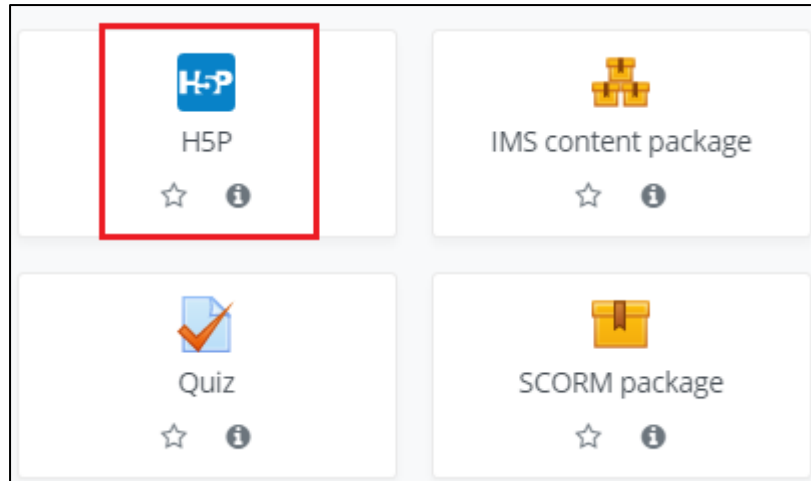 H5P
H5P
IMS content package
Quiz
SCORM package